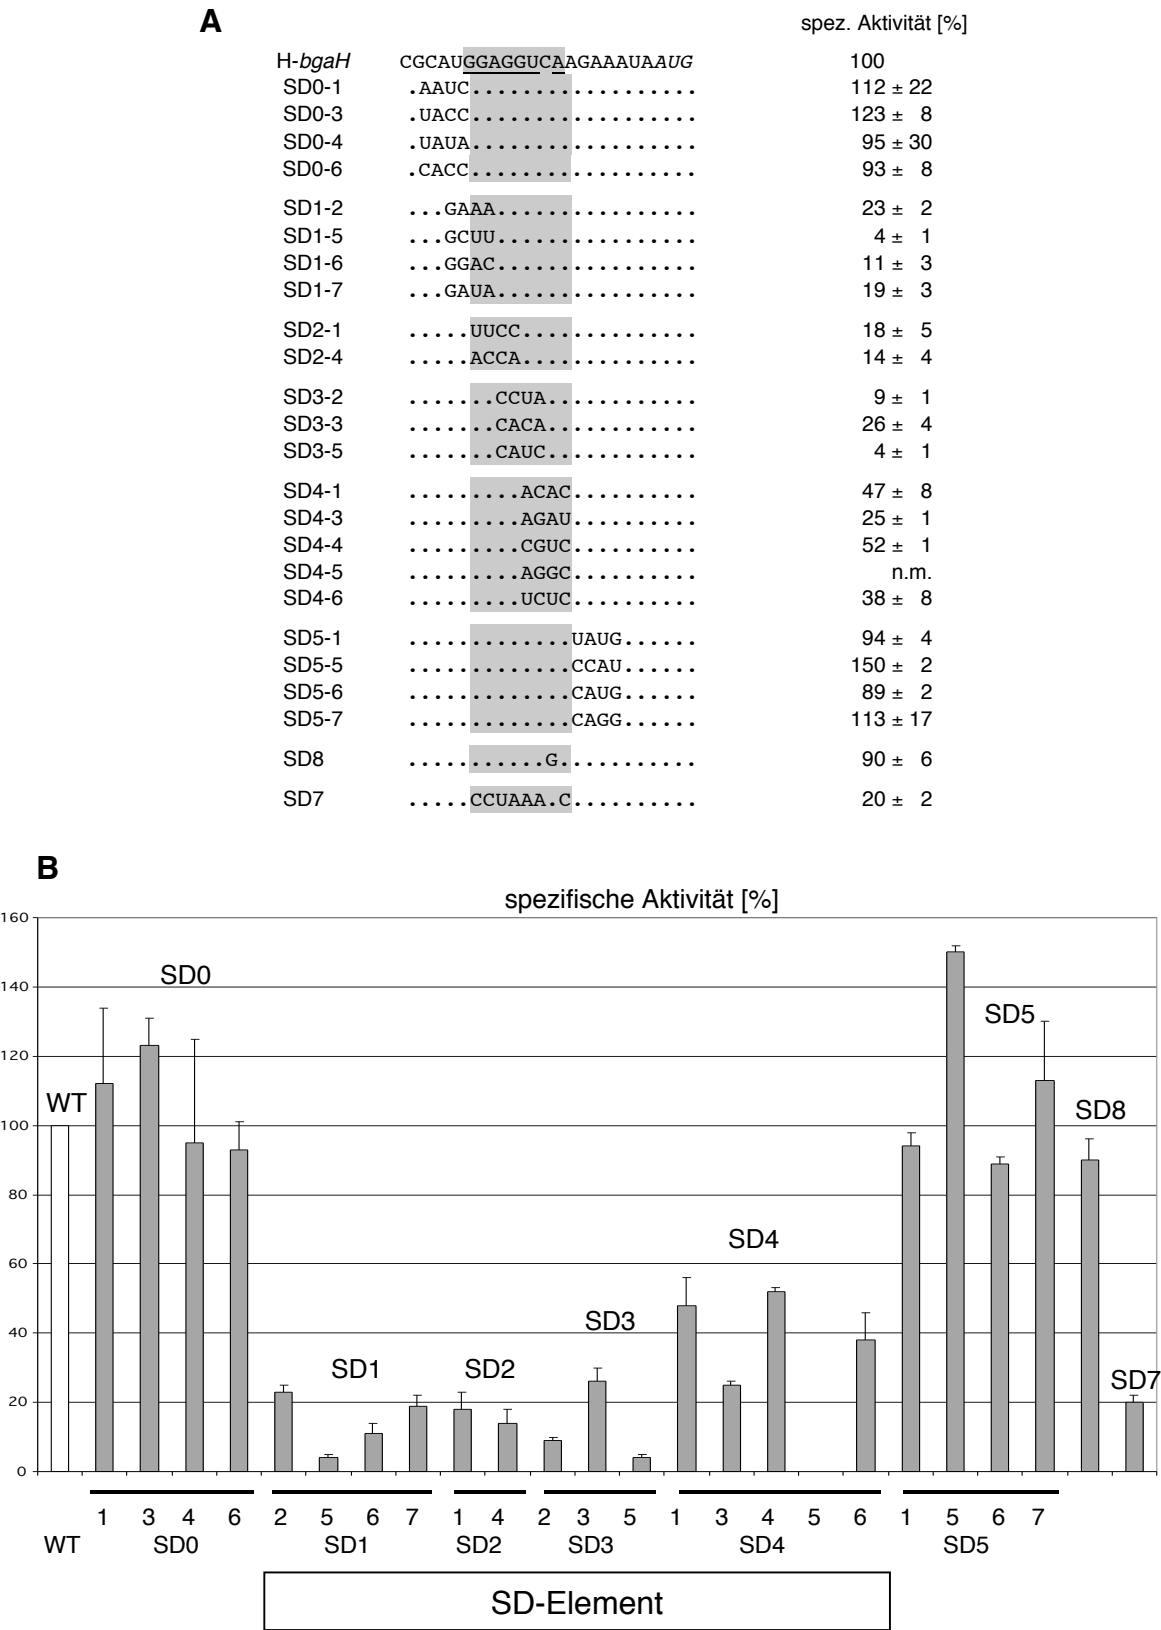 A
spez. Aktivität [%]
H-bgaH CGCAUGGAGGUCAAGAAAUAAUG 100
SD0-1 .AAUC.................. 112 ± 22
SD0-3 .UACC.................. 123 ± 8
SD0-4 .UAUA.................. 95 ± 30
SD0-6 .CACC.................. 93 ± 8
SD1-2 ...GAAA................ 23 ± 2
SD1-5 ...GCUU................ 4 ± 1
SD1-6 ...GGAC................ 11 ± 3
SD1-7 ...GAUA................ 19 ± 3
SD2-1 .....UUCC.............. 18 ± 5
SD2-4 .....ACCA.............. 14 ± 4
SD3-2 .......CCUA............ 9 ± 1
SD3-3 .......CACA............ 26 ± 4
SD3-5 .......CAUC............ 4 ± 1
SD4-1 .........ACAC.......... 47 ± 8
SD4-3 .........AGAU.......... 25 ± 1
SD4-4 .........CGUC.......... 52 ± 1
SD4-5 .........AGGC.......... n.m.
SD4-6 .........UCUC.......... 38 ± 8
SD5-1 .............UAUG...... 94 ± 4
SD5-5 .............CCAU...... 150 ± 2
SD5-6 .............CAUG...... 89 ± 2
SD5-7 .............CAGG...... 113 ± 17
SD8 ...........G........... 90 ± 6
SD7 .....CCUAAA.C.......... 20 ± 2
B
spezifische Aktivität [%]
160
140
120
100
80
60
40
20
0
WT
SD0
SD1
SD2
SD3
SD4
SD5
SD8
SD7
1 3 4 6 2 5 6 7 1 4 2 3 5 1 3 4 5 6 1 5 6 7
WT SD0 SD1 SD2 SD3 SD4 SD5
SD-Element